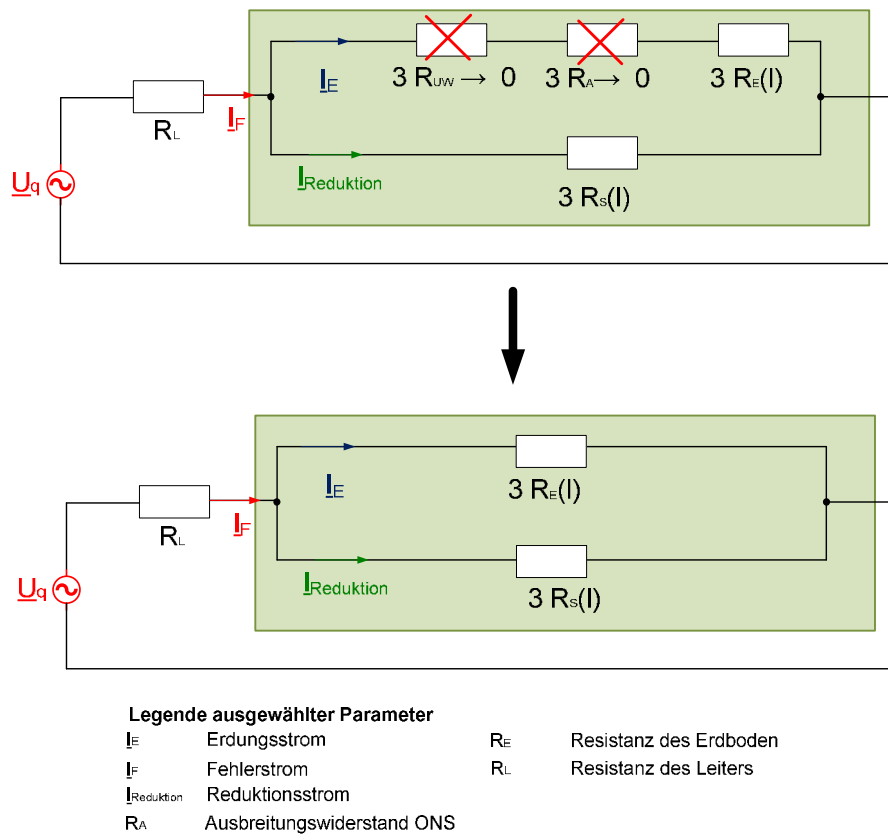 I_E
3 R_UW → 0
3 R_A → 0
3 R_E(l)
R_L
I_F
I_Reduktion
3 R_S(l)
U_q
I_E
3 R_E(l)
R_L
I_F
I_Reduktion
3 R_S(l)
U_q
Legende ausgewählter Parameter
I_E Erdungsstrom
R_E Resistanz des Erdboden
I_F Fehlerstrom
R_L Resistanz des Leiters
I_Reduktion Reduktionsstrom
R_A Ausbreitungswiderstand ONS